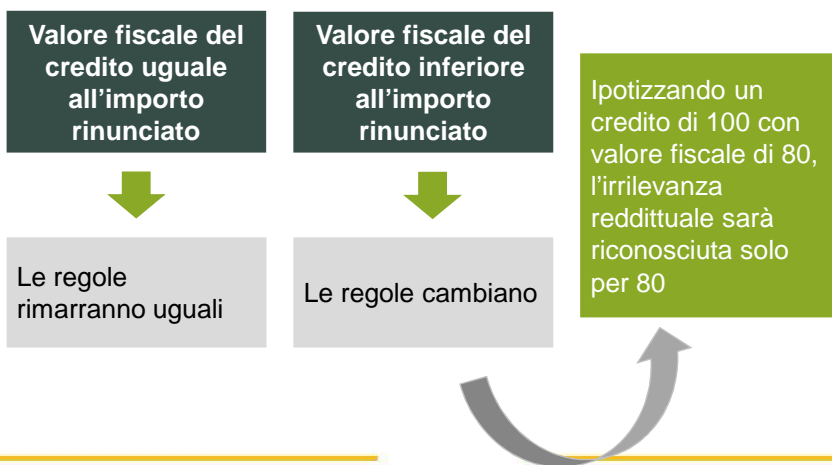 Valore fiscale del
credito uguale
all'importo
rinunciato
Le regole
rimarranno uguali
Valore fiscale del
credito inferiore
all'importo
rinunciato
Le regole cambiano
Ipotizzando un
credito di 100 con
valore fiscale di 80,
l'irrilevanza
reddittuale sarà
riconosciuta solo
per 80